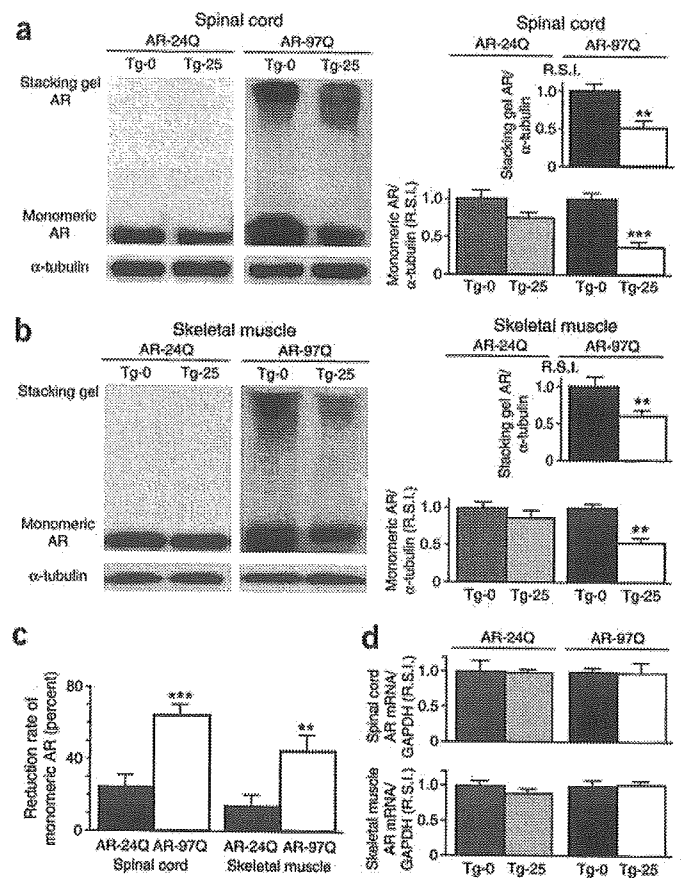 a
Spinal cord
AR-24Q AR-97Q
Tg-0 Tg-25 Tg-0 Tg-25
Stacking gel
AR
Monomeric
AR
α-tubulin
Spinal cord
AR-24Q AR-97Q
R.S.I.
Stacking gel AR/
α-tubulin
1.0
0.5
0
**
Monomeric AR/
α-tubulin (R.S.I.)
1.0
0.5
0
***
Tg-0 Tg-25 Tg-0 Tg-25
b
Skeletal muscle
AR-24Q AR-97Q
Tg-0 Tg-25 Tg-0 Tg-25
Stacking gel
Monomeric
AR
α-tubulin
Skeletal muscle
AR-24Q AR-97Q
R.S.I.
Stacking gel AR/
α-tubulin
1.0
0.5
0
**
Monomeric AR/
α-tubulin (R.S.I.)
1.0
0.5
0
**
Tg-0 Tg-25 Tg-0 Tg-25
c
Reduction rate of
monomeric AR (percent)
80
40
0
***
**
AR-24Q AR-97Q AR-24Q AR-97Q
Spinal cord Skeletal muscle
d
AR-24Q AR-97Q
Spinal cord
AR mRNA/
GAPDH (R.S.I.)
1.0
0.5
0
Skeletal muscle
AR mRNA/
GAPDH (R.S.I.)
1.0
0.5
0
Tg-0 Tg-25 Tg-0 Tg-25